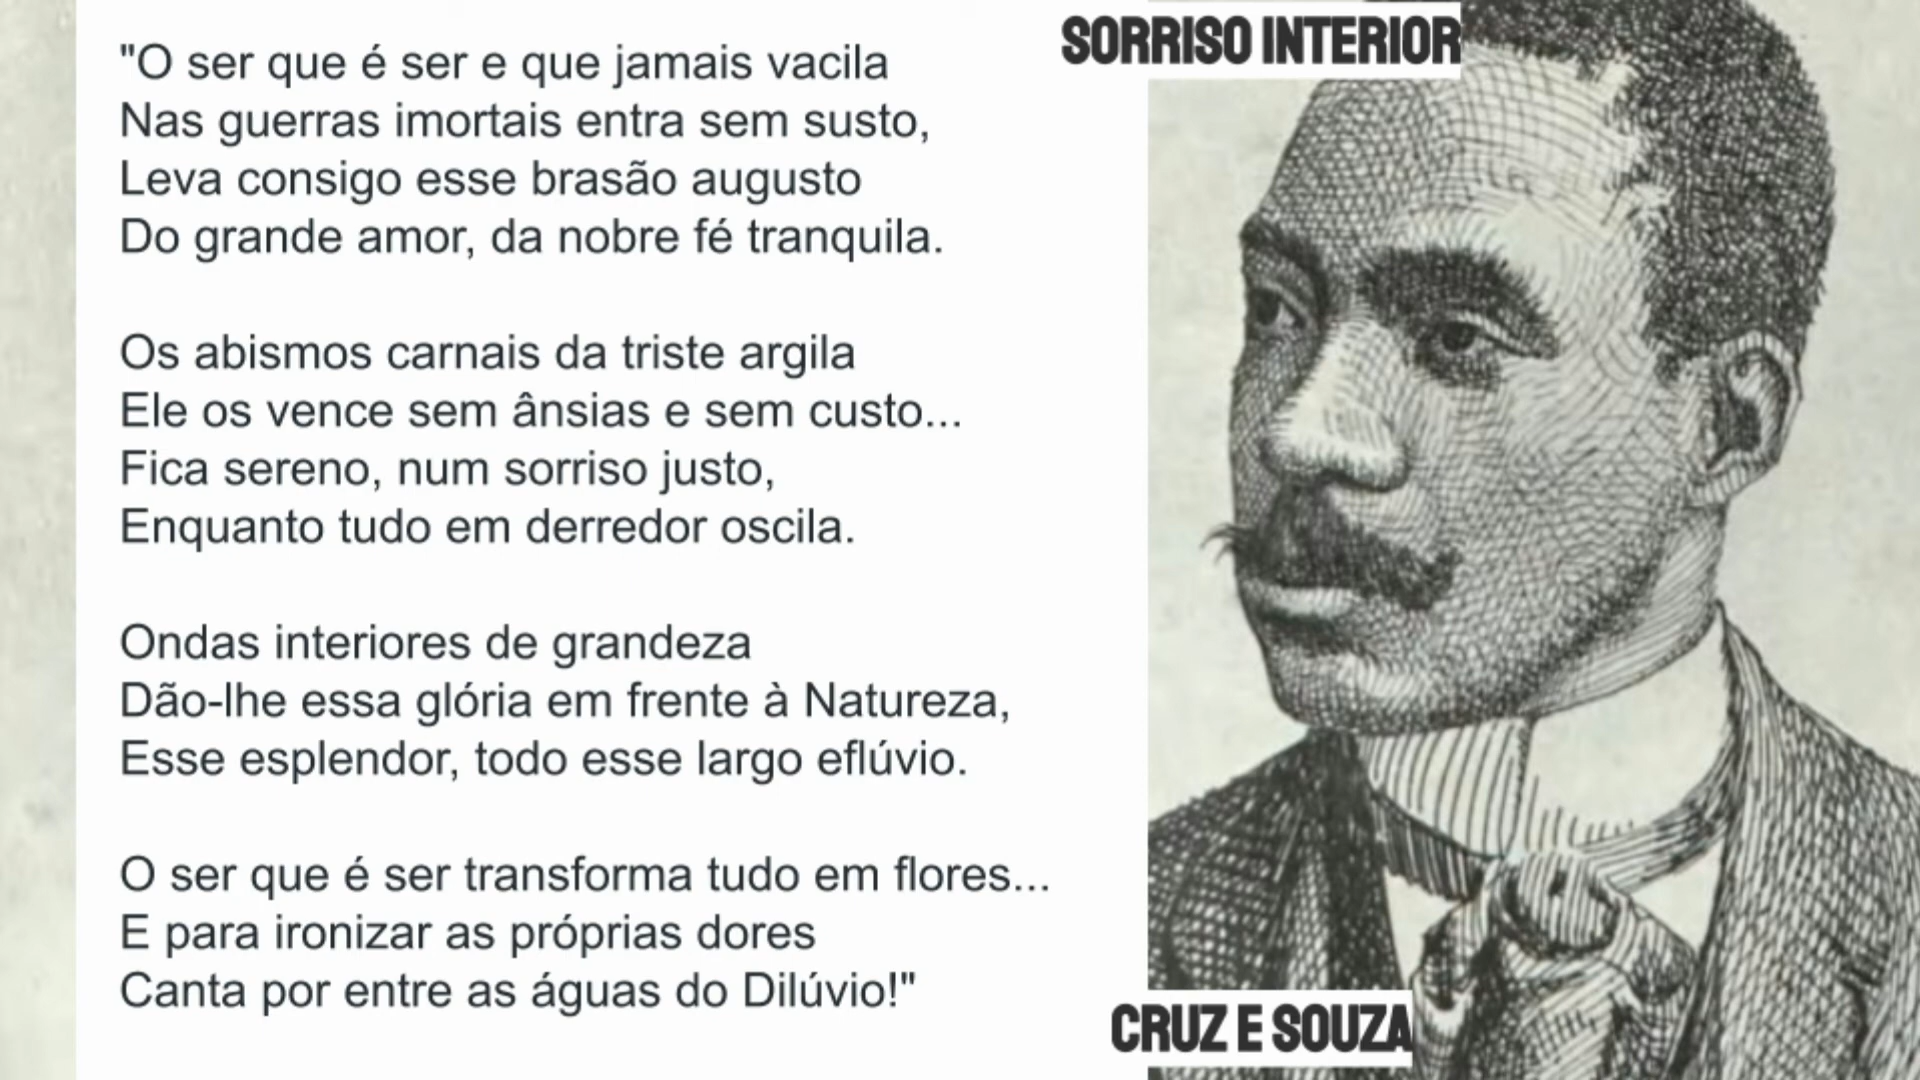 SORRISO INTERIOR
"O ser que é ser e que jamais vacila
Nas guerras imortais entra sem susto,
Leva consigo esse brasão augusto
Do grande amor, da nobre fé tranquila.
Os abismos carnais da triste argila
Ele os vence sem ânsias e sem custo...
Fica sereno, num sorriso justo,
Enquanto tudo em derredor oscila.
Ondas interiores de grandeza
Dão-lhe essa glória em frente à Natureza,
Esse esplendor, todo esse largo eflúvio.
O ser que é ser transforma tudo em flores...
E para ironizar as próprias dores
Canta por entre as águas do Dilúvio!"
CRUZ E SOUZA